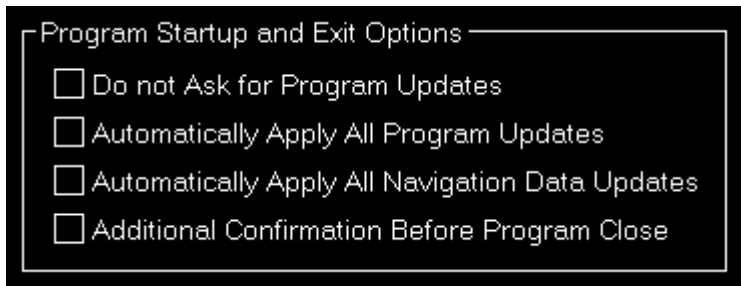 Program Startup and Exit Options
Do not Ask for Program Updates
Automatically Apply All Program Updates
Automatically Apply All Navigation Data Updates
Additional Confirmation Before Program Close